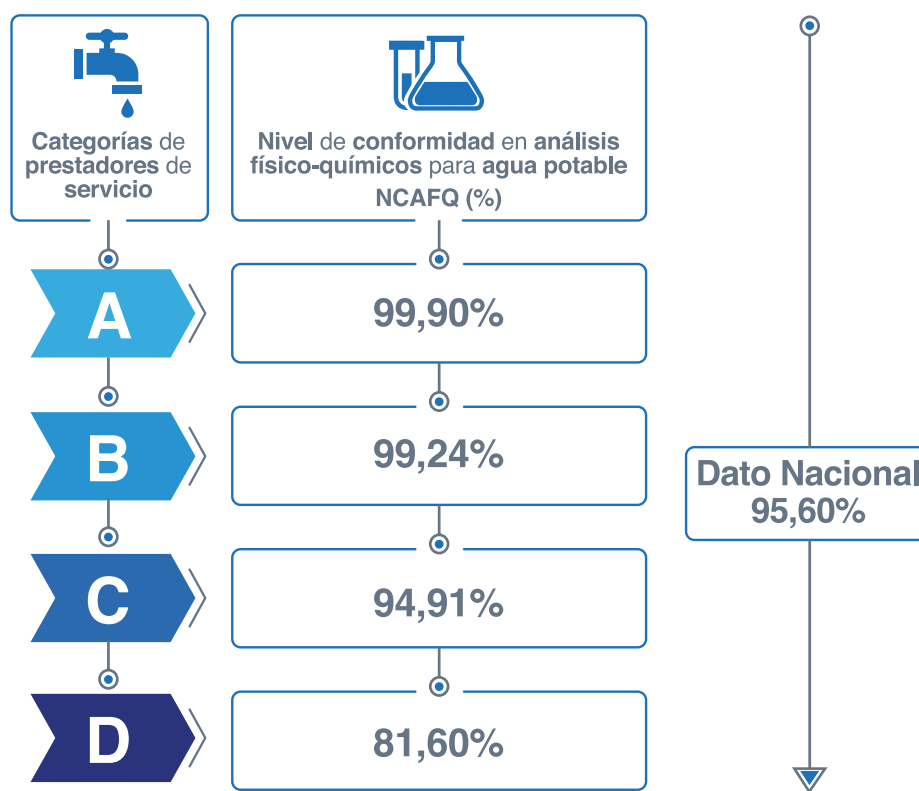 Categorías de
prestadores de
servicio
Nivel de conformidad en análisis
físico-químicos para agua potable
NCAFQ (%)
A
99,90%
B
99,24%
C
94,91%
D
81,60%
Dato Nacional
95,60%